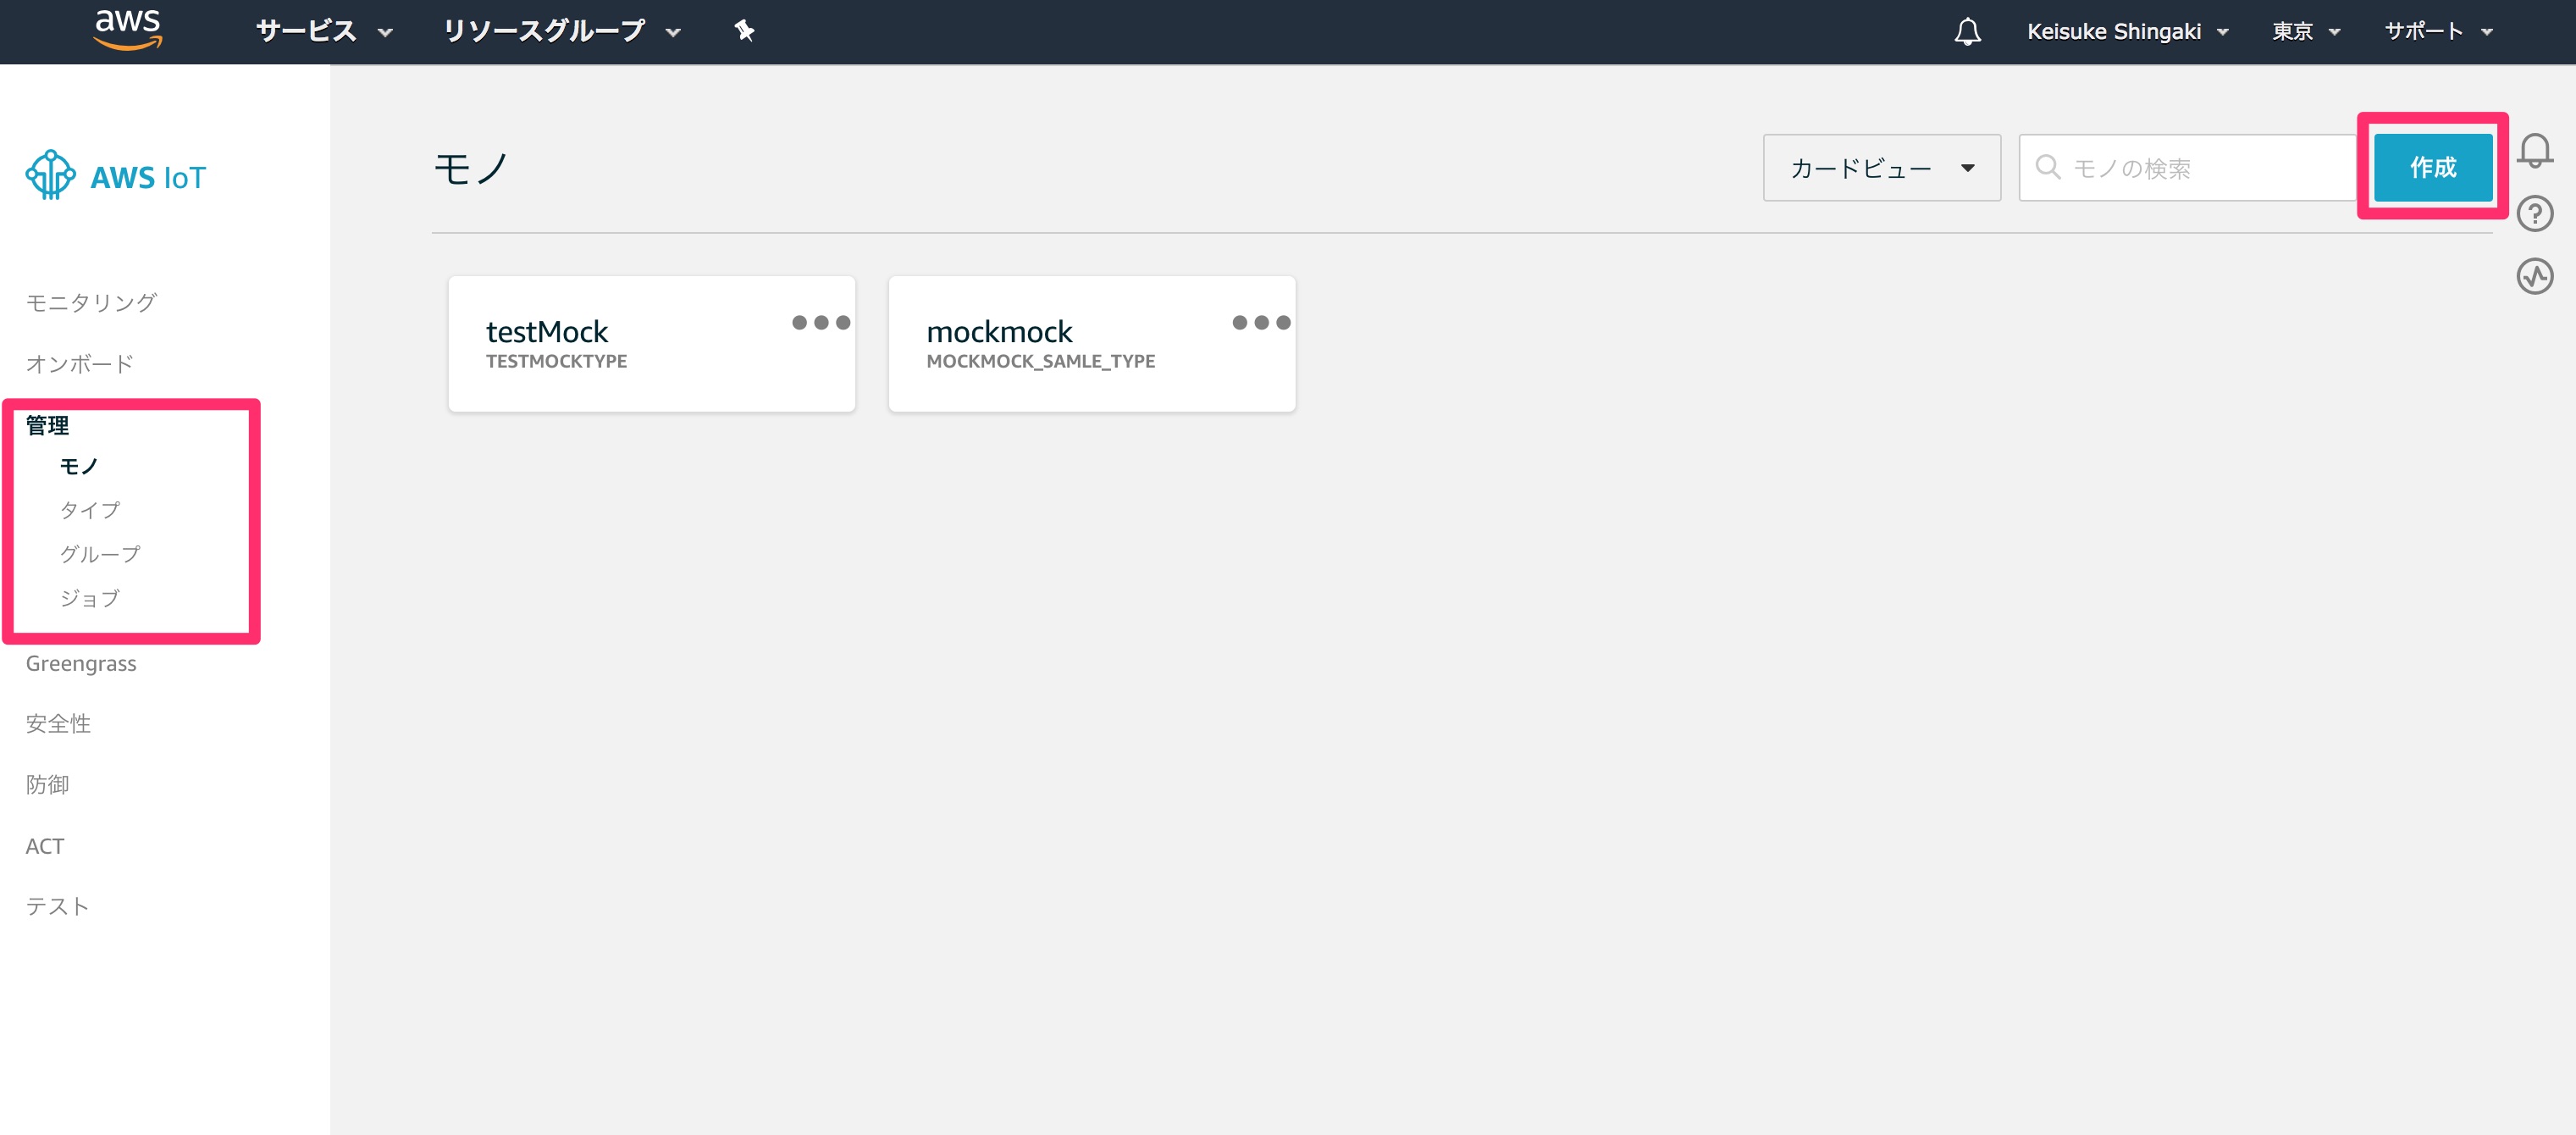 aws サービス リソースグループ Keisuke Shingaki 東京 サポート
AWS IoT
モニタリング
オンボード
管理
モノ
タイプ
グループ
ジョブ
Greengrass
安全性
防御
ACT
テスト
モノ カードビュー モノの検索 作成
testMock
TESTMOCKTYPE
mockmock
MOCKMOCK_SAMLE_TYPE